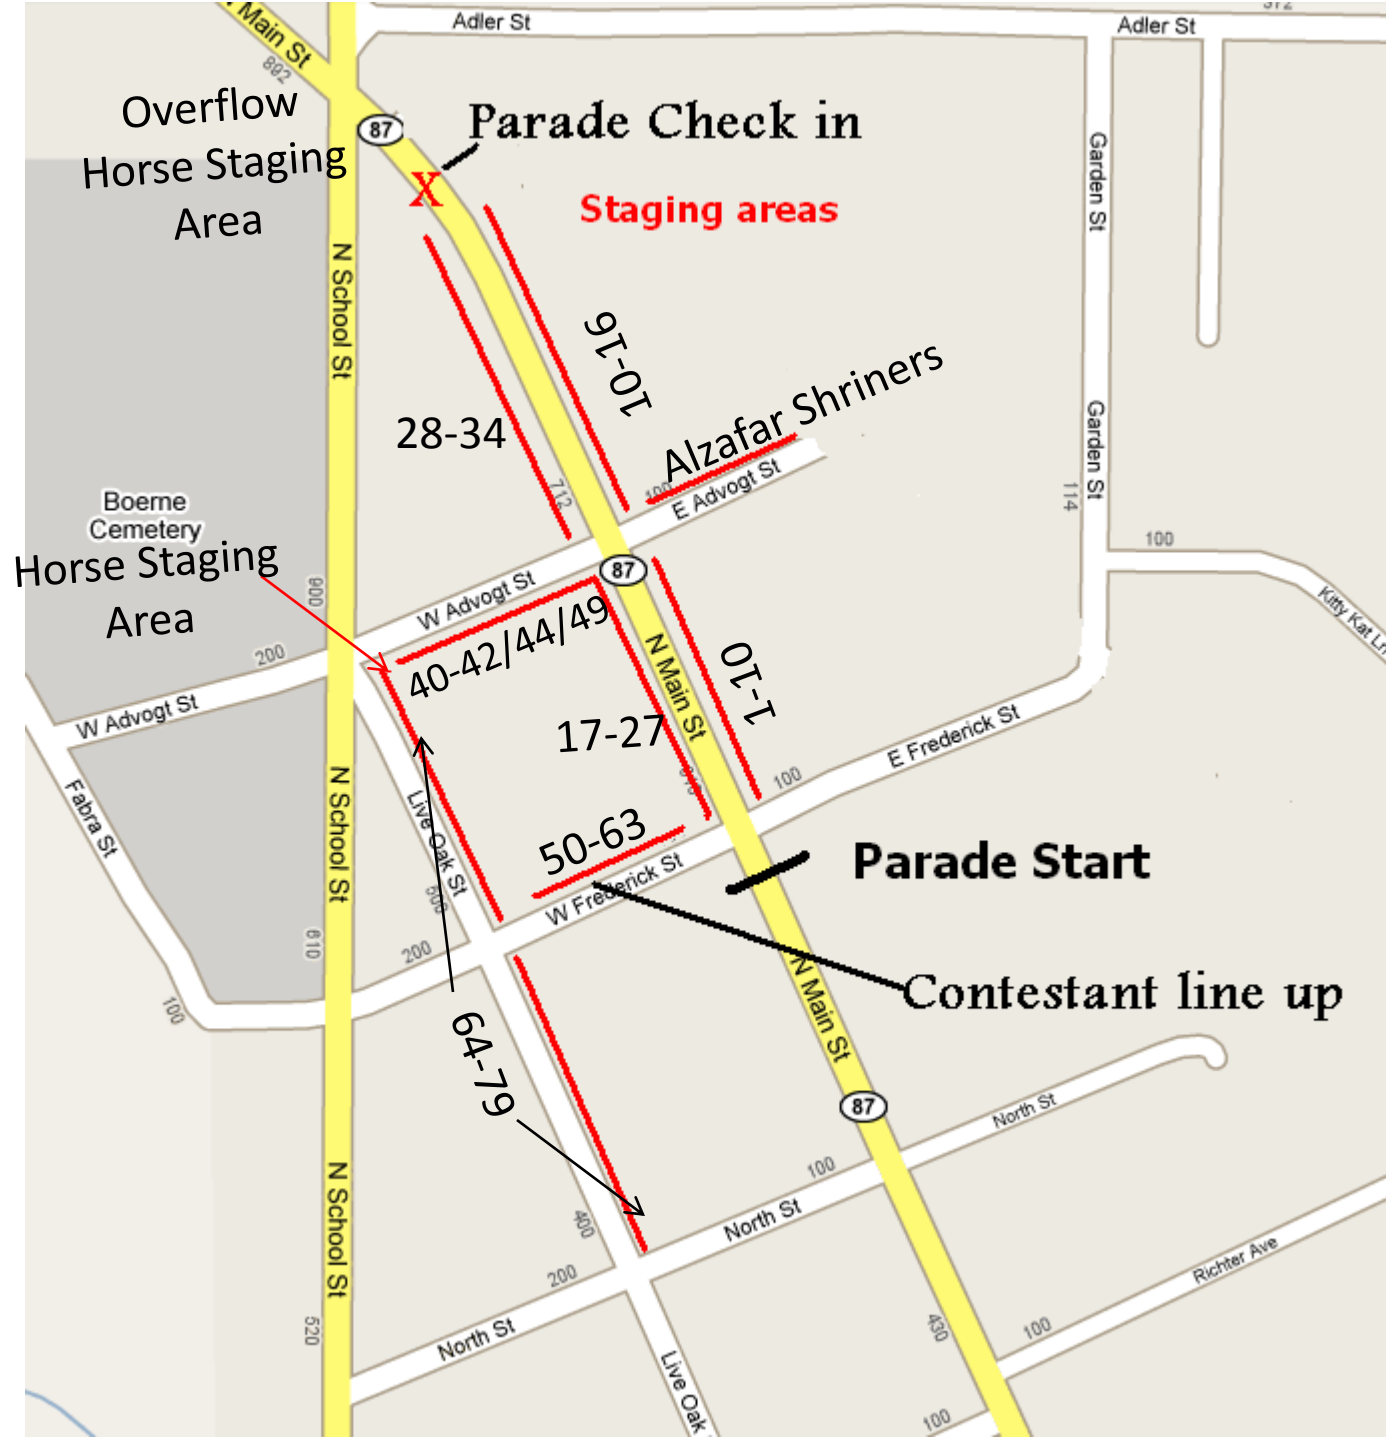 Main St
Adler St
Adler St
892
Overflow
Horse Staging
Area
87
Parade Check in
X
Staging areas
Garden St
N School St
10-16
28-34
Alzafar Shriners
712
100
E Advogt St
Garden St
114
100
Kitty Kat Ln
Boerne
Cemetery
Horse Staging
Area
900
87
W Advogt St
200
W Advogt St
40-42/44/49
N Main St
1-10
17-27
E Frederick St
100
Fabra St
N School St
Live Oak St
600
50-63
W Frederick St
Parade Start
610
200
100
N Main St
Contestant line up
64-79
87
North St
100
North St
400
200
North St
N School St
520
Richter Ave
100
430
Live Oak
100